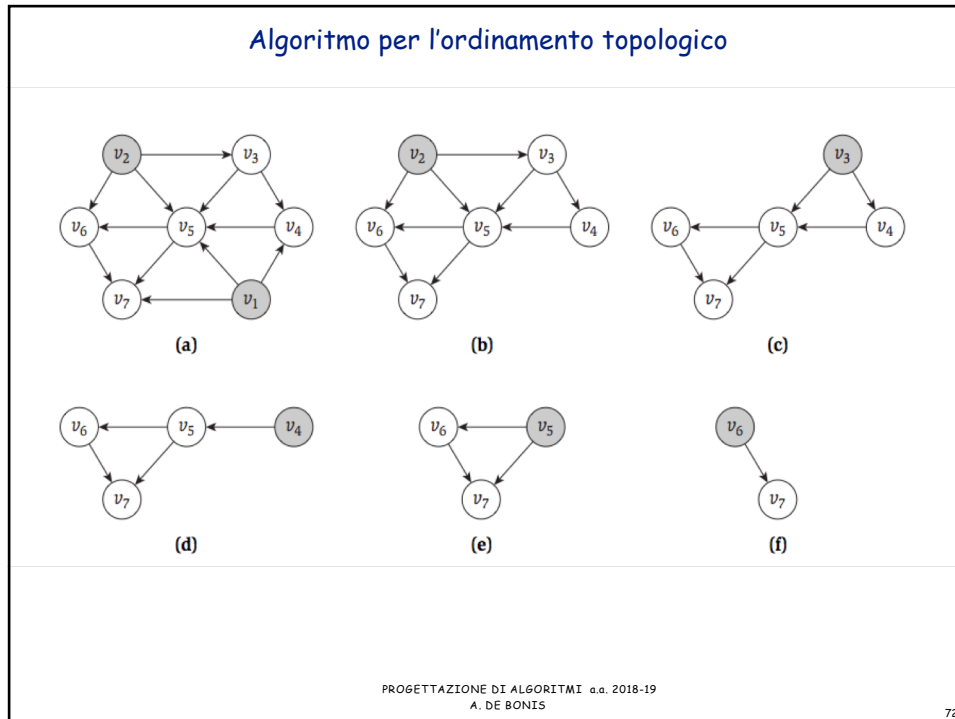 Algoritmo per l'ordinamento topologico
v2 v3
v6 v5 v4
v7 v1
(a)
v2 v3
v6 v5 v4
v7
(b)
v3
v6 v5 v4
v7
(c)
v6 v5 v4
v7
(d)
v6 v5
v7
(e)
v6
v7
(f)
PROGETTAZIONE DI ALGORITMI a.a. 2018-19
A. DE BONIS
72